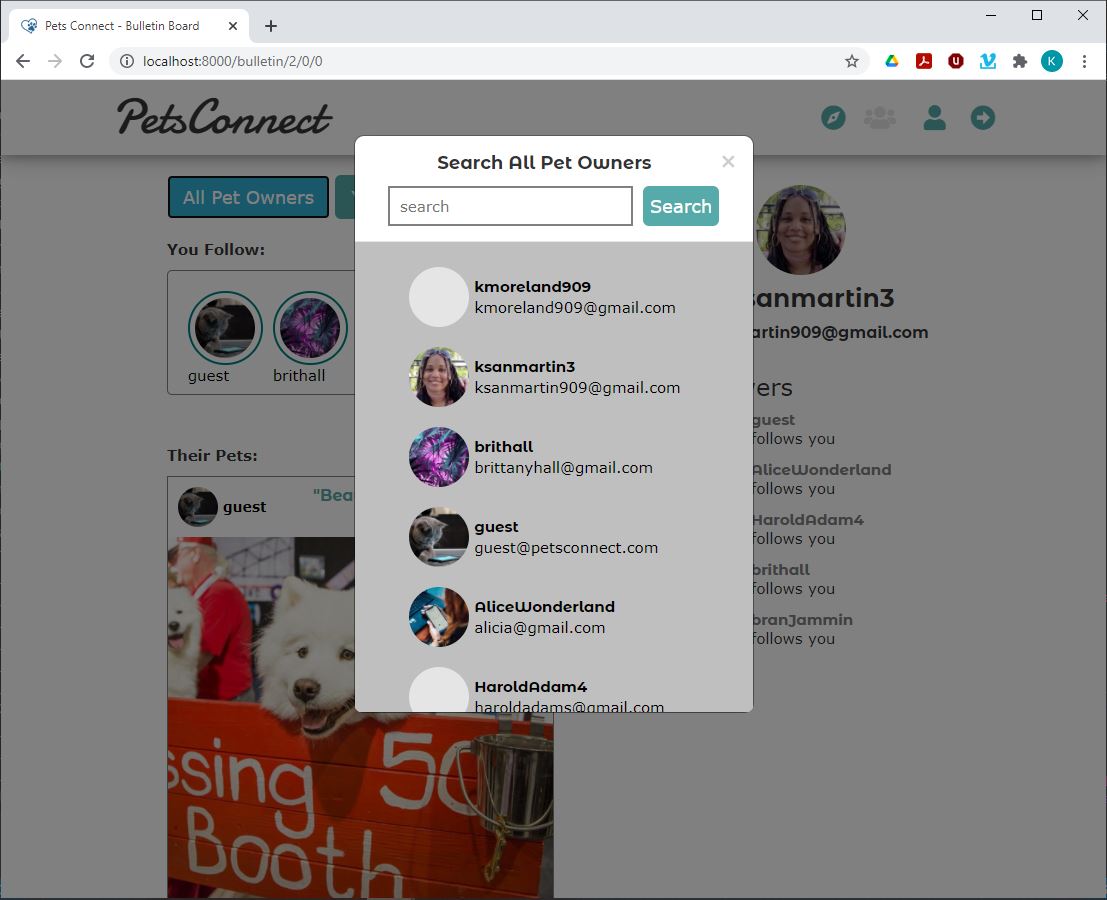 Pets Connect - Bulletin Board
localhost:8000/bulletin/2/0/0
K
PetsConnect
Search All Pet Owners
×
search
Search
All Pet Owners
You Follow:
guest
brithall
Their Pets:
guest
"Bea
ssing 50
Booth
kmoreland909
kmoreland909@gmail.com
ksanmartin3
ksanmartin909@gmail.com
brithall
brittanyhall@gmail.com
guest
guest@petsconnect.com
AliceWonderland
alicia@gmail.com
HaroldAdam4
haroldadams@gmail.com
sanmartin3
artin909@gmail.com
wers
guest
follows you
AliceWonderland
follows you
HaroldAdam4
follows you
brithall
follows you
branJammin
follows you